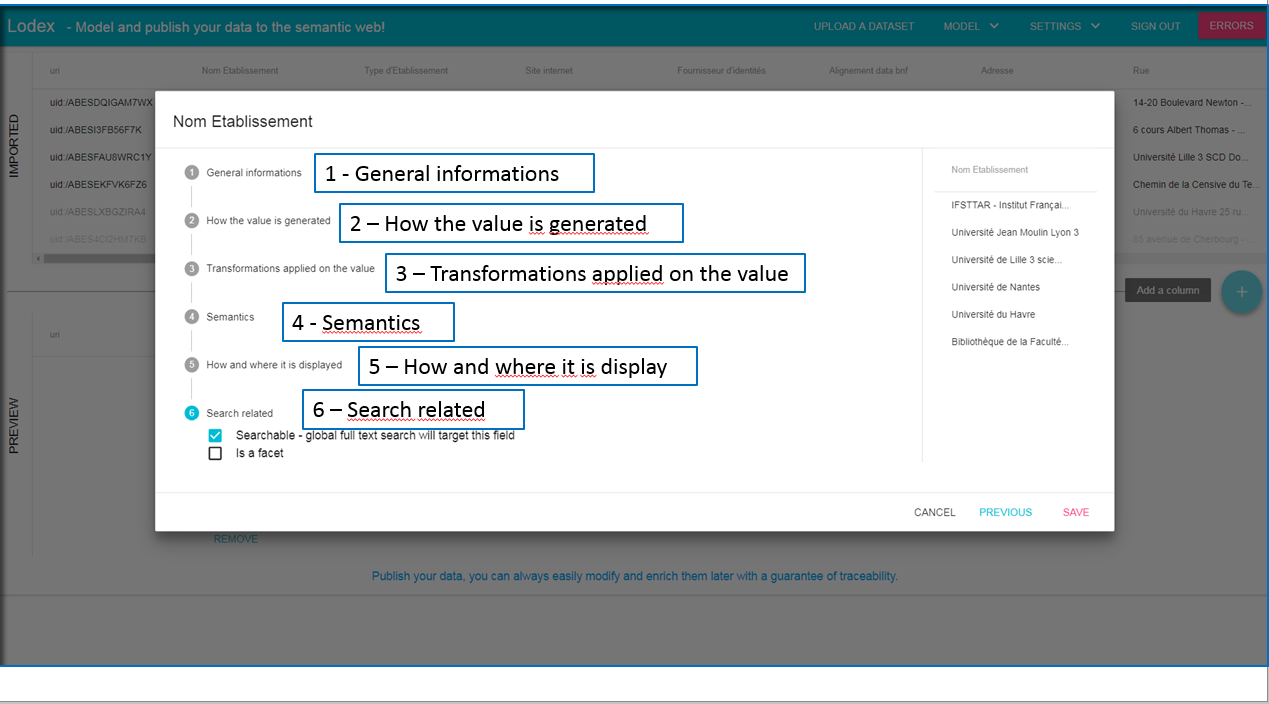 Lodex - Model and publish your data to the semantic web!
UPLOAD A DATASET MODEL SETTINGS SIGN OUT ERRORS
uri Nom Etablissement Type d'Etablissement Site internet Fournisseur d'identités Alignement data bnf Adresse Rue
IMPORTED
uid:/ABESDQIGAM7WX 14-20 Boulevard Newton -...
uid:/ABESI3FB56F7K 6 cours Albert Thomas - ...
uid:/ABESFAU8WRC1Y Université Lille 3 SCD Do...
uid:/ABESEKFVK6FZ6 Chemin de la Censive du Te...
uid:/ABESLXBGZIRA4 Université du Havre 25 ru...
uid:/ABES4CI2HM7KB 65 avenue de Cherbourg -...
Nom Etablissement
1 General informations
1 - General informations
2 How the value is generated
2 – How the value is generated
3 Transformations applied on the value
3 – Transformations applied on the value
4 Semantics
4 - Semantics
5 How and where it is displayed
5 – How and where it is display
6 Search related
6 – Search related
Searchable - global full text search will target this field
Is a facet
Nom Etablissement
IFSTTAR - Institut Françai...
Université Jean Moulin Lyon 3
Université de Lille 3 scie...
Université de Nantes
Université du Havre
Bibliothèque de la Faculté...
CANCEL PREVIOUS SAVE
Add a column +
uri
PREVIEW
REMOVE
Publish your data, you can always easily modify and enrich them later with a guarantee of traceability.